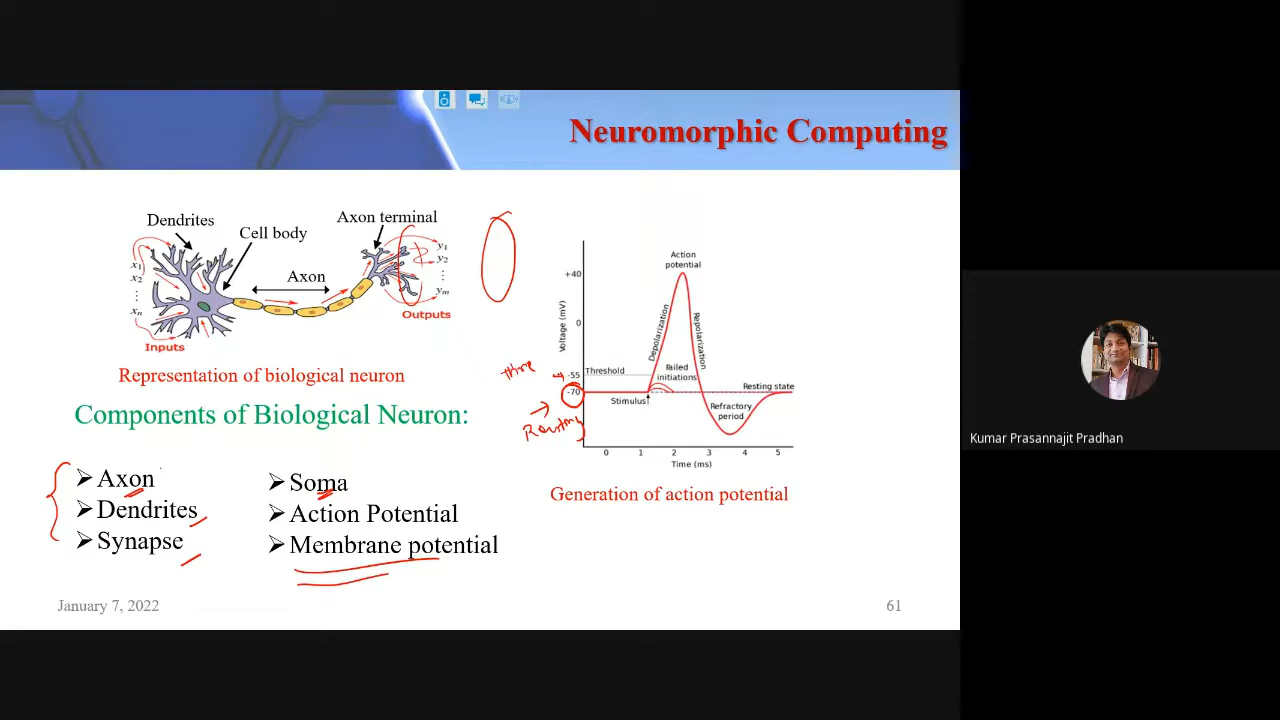 Neuromorphic Computing
Dendrites
Cell body
Axon
Axon terminal
x1
x2
⋮
xn
Inputs
y1
y2
⋮
ym
Outputs
Representation of biological neuron
Components of Biological Neuron:
➢Axon
➢Dendrites
➢Synapse
➢Soma
➢Action Potential
➢Membrane potential
Action
potential
+40
0
-55
-70
Voltage (mV)
Depolarization
Repolarization
Threshold
Failed
initiations
Stimulus
Resting state
Refractory
period
0 1 2 3 4 5
Time (ms)
Generation of action potential
January 7, 2022
61
Kumar Prasannajit Pradhan